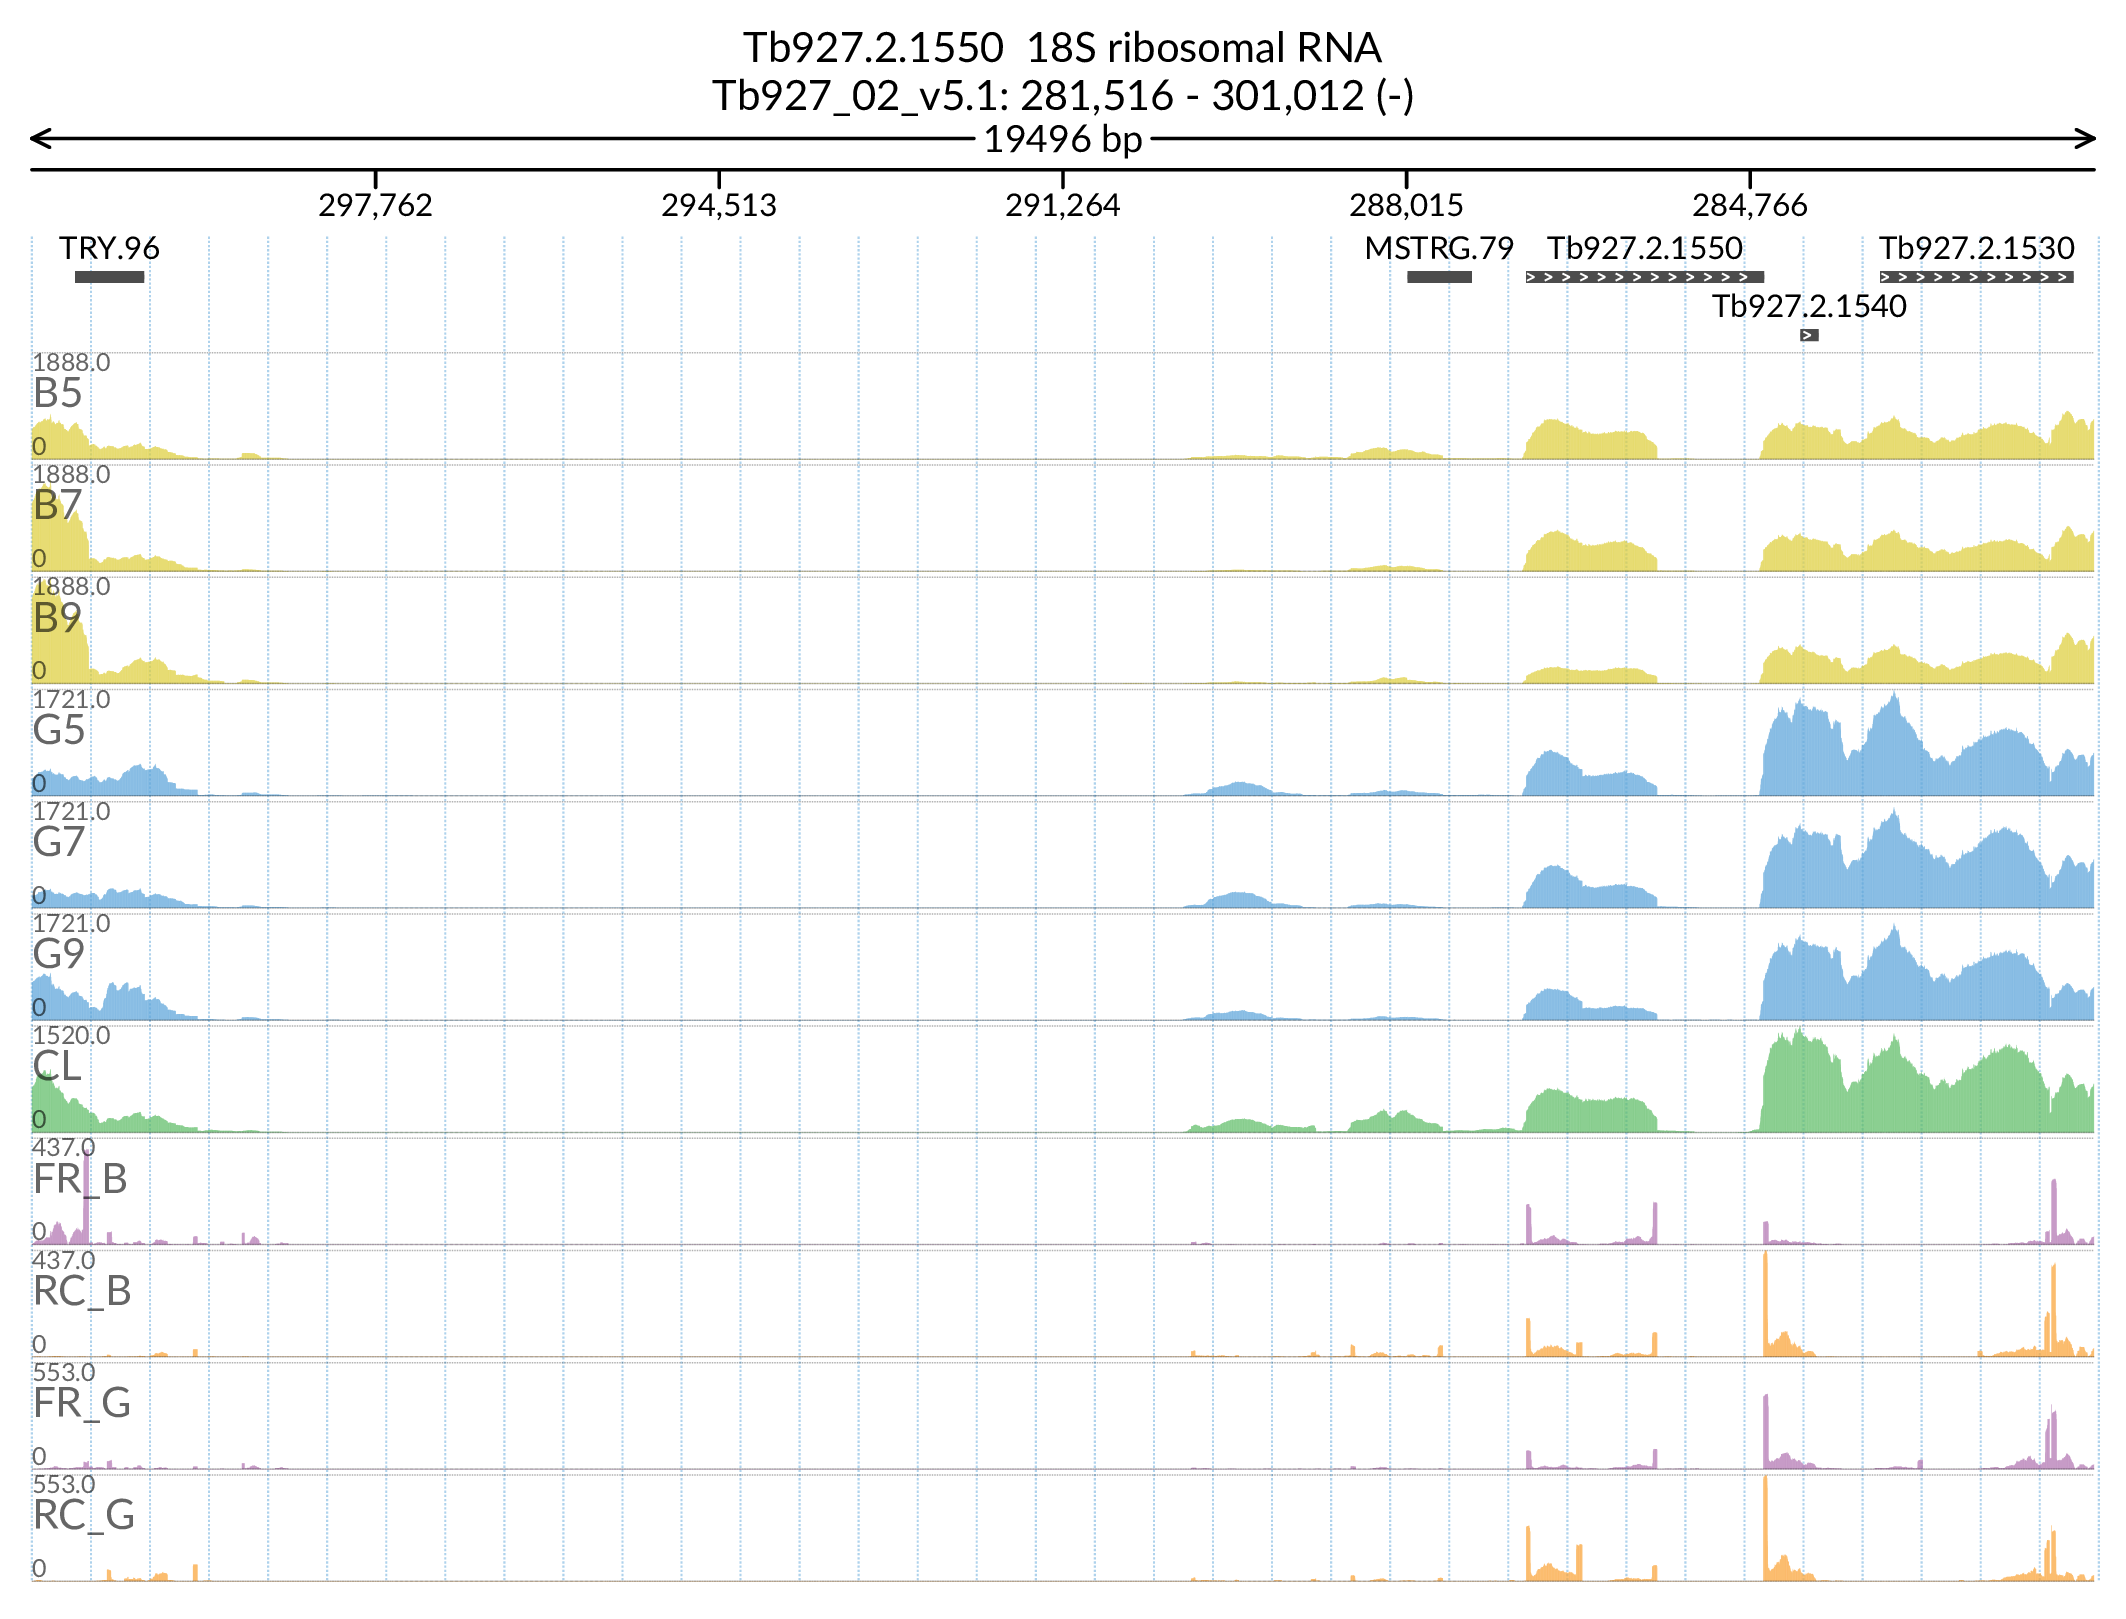 Tb927.2.1550  18S ribosomal RNA
Tb927_02_v5.1: 281,516 - 301,012 (-)
19496 bp
297,762 294,513 291,264 288,015 284,766
TRY.96 MSTRG.79 Tb927.2.1550 Tb927.2.1530
Tb927.2.1540
1888.0
B5
0
1888.0
B7
0
1888.0
B9
0
1721.0
G5
0
1721.0
G7
0
1721.0
G9
0
1520.0
CL
0
437.0
FR_B
0
437.0
RC_B
0
553.0
FR_G
0
553.0
RC_G
0